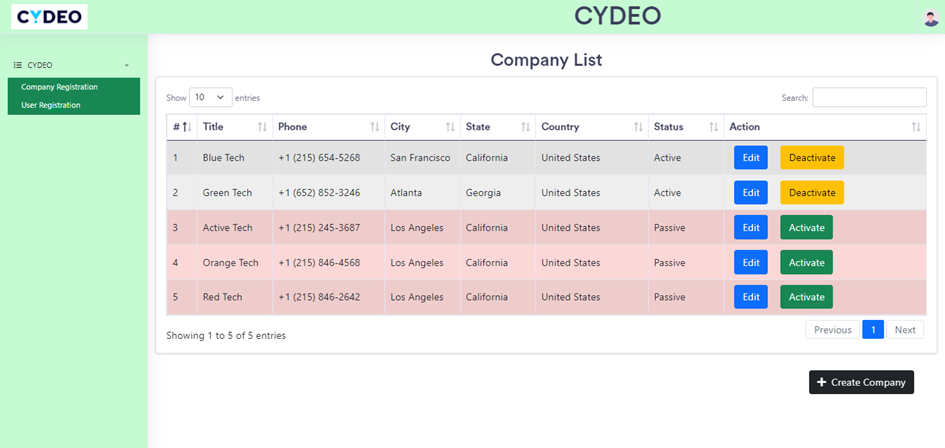 CYDEO
CYDEO
CYDEO
Company Registration
User Registration
Company List
Show 10 entries Search:
# Title Phone City State Country Status Action
1 Blue Tech +1 (215) 654-5268 San Francisco California United States Active Edit Deactivate
2 Green Tech +1 (652) 852-3246 Atlanta Georgia United States Active Edit Deactivate
3 Active Tech +1 (215) 245-3687 Los Angeles California United States Passive Edit Activate
4 Orange Tech +1 (215) 846-4568 Los Angeles California United States Passive Edit Activate
5 Red Tech +1 (215) 846-2642 Los Angeles California United States Passive Edit Activate
Showing 1 to 5 of 5 entries Previous 1 Next
+ Create Company